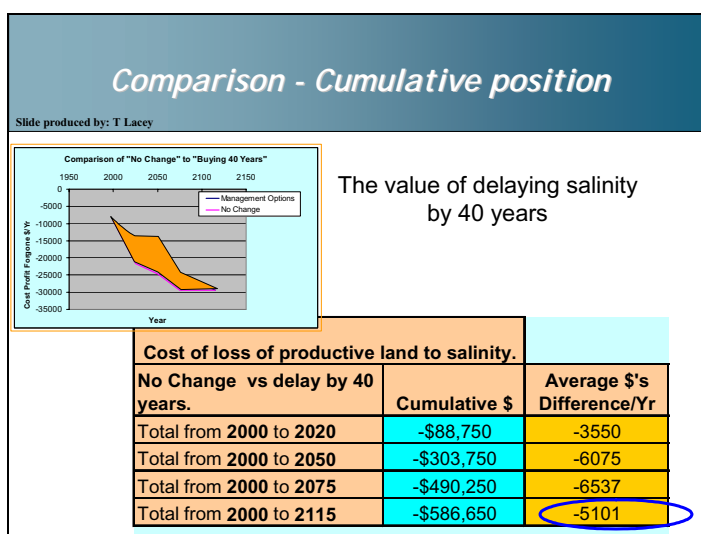 Comparison - Cumulative position
Slide produced by: T Lacey
Comparison of "No Change" to "Buying 40 Years"
1950 2000 2050 2100 2150
0
-5000
-10000
-15000
-20000
-25000
-30000
-35000
Cost Profit Forgone $/Yr
Year
Management Options
No Change
The value of delaying salinity
by 40 years
Cost of loss of productive land to salinity.
No Change vs delay by 40
years.
Cumulative $
Average $'s
Difference/Yr
Total from 2000 to 2020 -$88,750 -3550
Total from 2000 to 2050 -$303,750 -6075
Total from 2000 to 2075 -$490,250 -6537
Total from 2000 to 2115 -$586,650 -5101